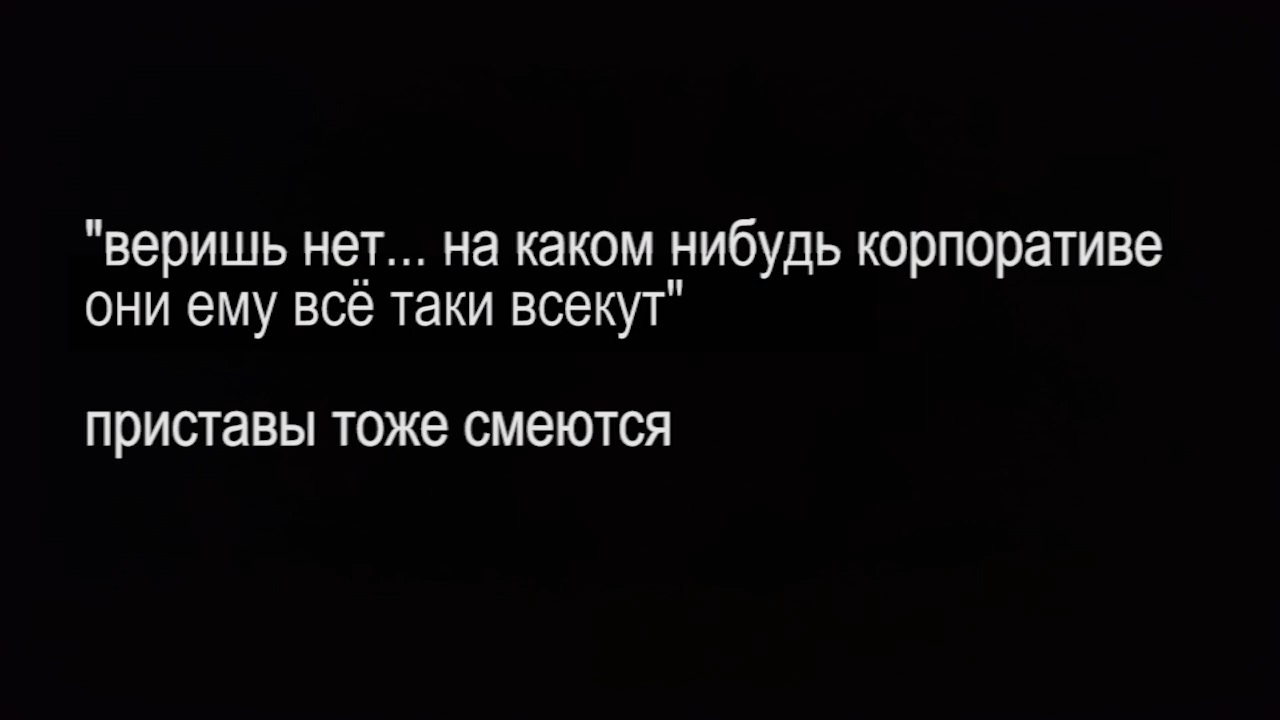 "веришь нет... на каком нибудь корпоративе
они ему всё таки всекут"
приставы тоже смеются